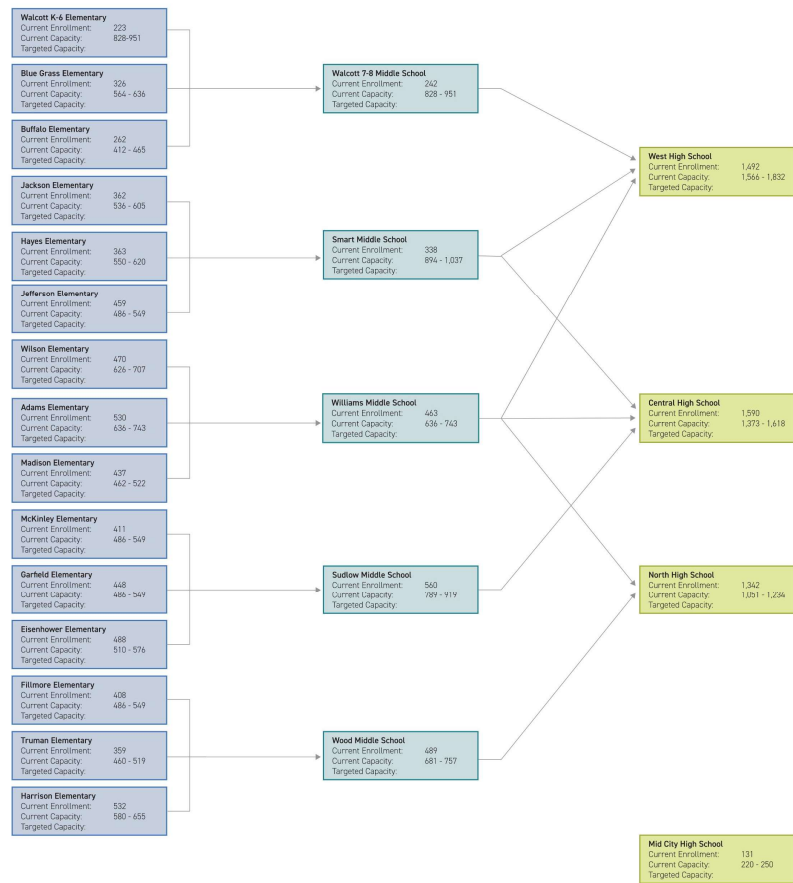 Walcott K-6 Elementary
Current Enrollment: 223
Current Capacity: 828-951
Targeted Capacity:
Blue Grass Elementary
Current Enrollment: 326
Current Capacity: 564 - 636
Targeted Capacity:
Buffalo Elementary
Current Enrollment: 262
Current Capacity: 412 - 465
Targeted Capacity:
Jackson Elementary
Current Enrollment: 362
Current Capacity: 536 - 605
Targeted Capacity:
Hayes Elementary
Current Enrollment: 363
Current Capacity: 550 - 620
Targeted Capacity:
Jefferson Elementary
Current Enrollment: 459
Current Capacity: 486 - 549
Targeted Capacity:
Wilson Elementary
Current Enrollment: 470
Current Capacity: 626 - 707
Targeted Capacity:
Adams Elementary
Current Enrollment: 530
Current Capacity: 636 - 743
Targeted Capacity:
Madison Elementary
Current Enrollment: 437
Current Capacity: 462 - 522
Targeted Capacity:
McKinley Elementary
Current Enrollment: 411
Current Capacity: 486 - 549
Targeted Capacity:
Garfield Elementary
Current Enrollment: 448
Current Capacity: 486 - 549
Targeted Capacity:
Eisenhower Elementary
Current Enrollment: 488
Current Capacity: 510 - 576
Targeted Capacity:
Fillmore Elementary
Current Enrollment: 408
Current Capacity: 486 - 549
Targeted Capacity:
Truman Elementary
Current Enrollment: 359
Current Capacity: 460 - 519
Targeted Capacity:
Harrison Elementary
Current Enrollment: 532
Current Capacity: 580 - 655
Targeted Capacity:
Walcott 7-8 Middle School
Current Enrollment: 242
Current Capacity: 828 - 951
Targeted Capacity:
Smart Middle School
Current Enrollment: 338
Current Capacity: 894 - 1,037
Targeted Capacity:
Williams Middle School
Current Enrollment: 463
Current Capacity: 636 - 743
Targeted Capacity:
Sudlow Middle School
Current Enrollment: 560
Current Capacity: 789 - 919
Targeted Capacity:
Wood Middle School
Current Enrollment: 489
Current Capacity: 681 - 757
Targeted Capacity:
West High School
Current Enrollment: 1,492
Current Capacity: 1,566 - 1,832
Targeted Capacity:
Central High School
Current Enrollment: 1,590
Current Capacity: 1,373 - 1,618
Targeted Capacity:
North High School
Current Enrollment: 1,342
Current Capacity: 1,051 - 1,234
Targeted Capacity:
Mid City High School
Current Enrollment: 131
Current Capacity: 220 - 250
Targeted Capacity: